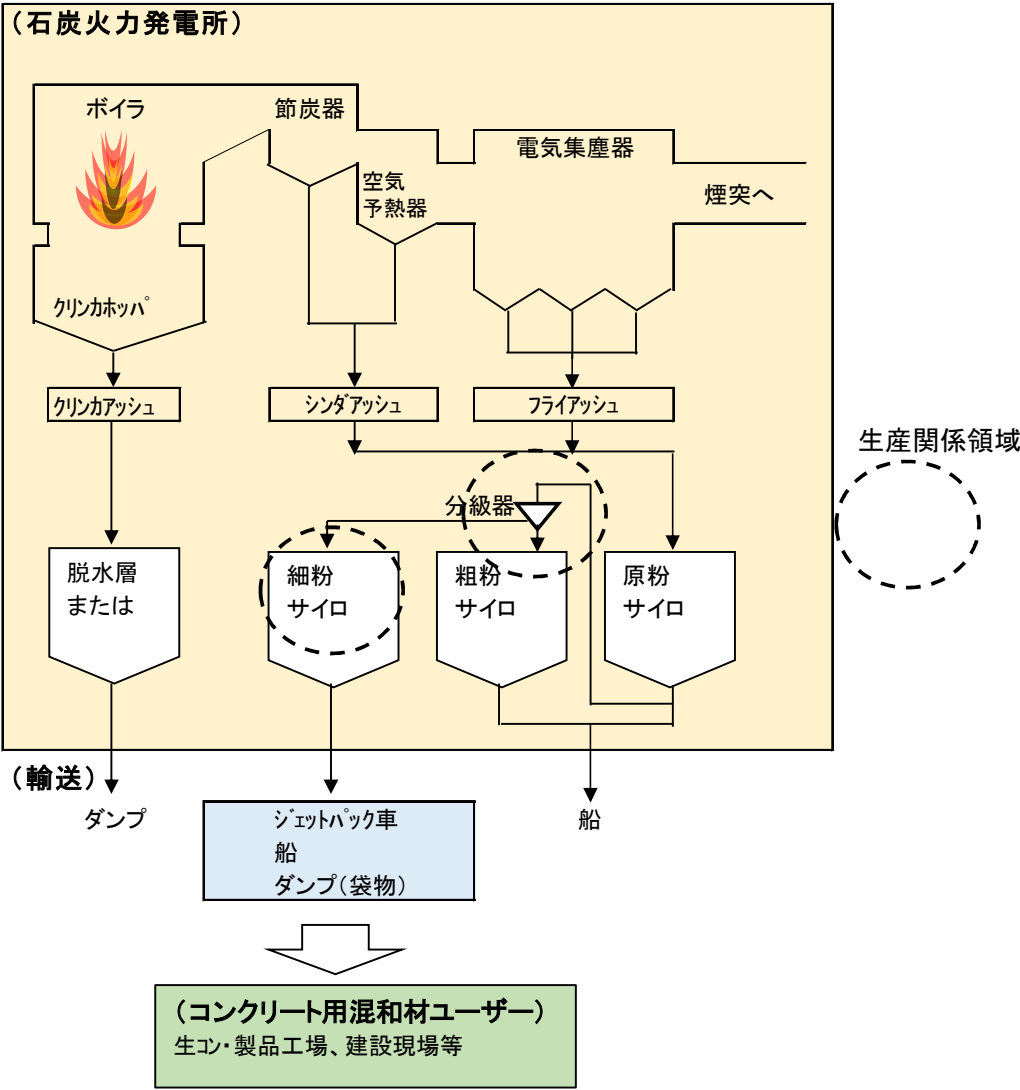 （石炭火力発電所）
ボイラ
節炭器
電気集塵器
空気
予熱器
煙突へ
ｸﾘﾝｶﾎｯﾊﾟ
ｸﾘﾝｶｱｯｼｭ
ｼﾝﾀﾞｱｯｼｭ
ﾌﾗｲｱｯｼｭ
生産関係領域
分級器
脱水層
または
細粉
サイロ
粗粉
サイロ
原粉
サイロ
（輸送）
ダンプ
ｼﾞｪｯﾄﾊﾟｯｸ車
船
ダンプ（袋物）
船
（コンクリート用混和材ユーザー）
生ｺﾝ・製品工場、建設現場等